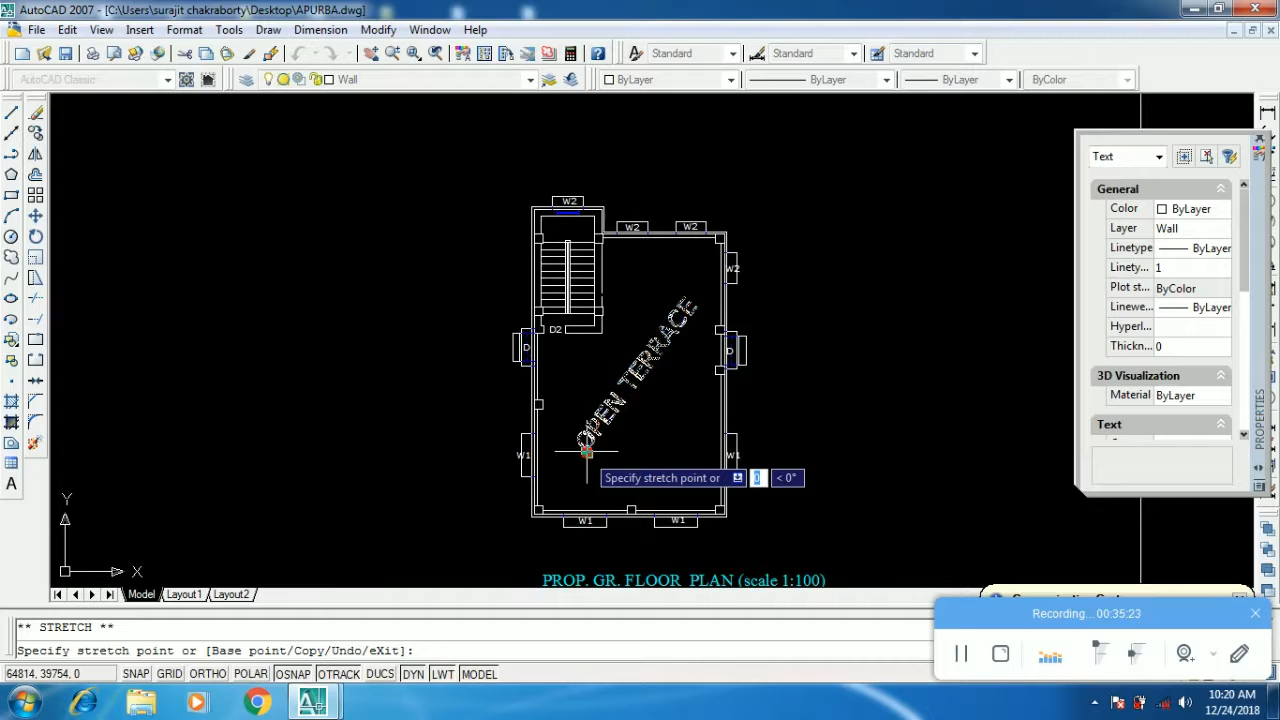 AutoCAD 2007 - [C:\Users\surajit chakraborty\Desktop\APURBA.dwg]
File Edit View Insert Format Tools Draw Dimension Modify Window Help
Standard Standard Standard
AutoCAD Classic Wall ByLayer ByLayer ByLayer ByColor
Text
General
Color ByLayer
Layer Wall
Linetype ByLayer
Linety... 1
Plot st... ByColor
Linewe... ByLayer
Hyperl...
Thickn... 0
3D Visualization
Material ByLayer
Text
PROPERTIES
W2
W2 W2
W2
D2
D D
OPEN TERRACE
W1 W1
Specify stretch point or 0 < 0°
W1 W1
PROP. GR. FLOOR PLAN (scale 1:100)
Y
X
Model Layout1 Layout2
** STRETCH **
Specify stretch point or [Base point/Copy/Undo/eXit]:
Recording... 00:35:23
64814, 39754, 0 SNAP GRID ORTHO POLAR OSNAP OTRACK DUCS DYN LWT MODEL
10:20 AM
12/24/2018